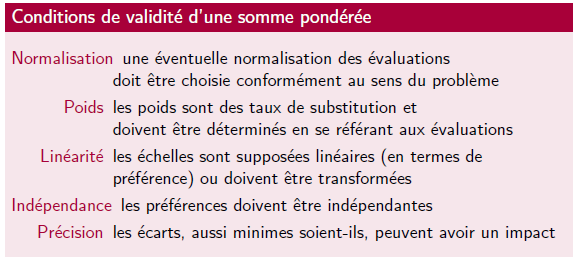 Conditions de validité d'une somme pondérée
Normalisation une éventuelle normalisation des évaluations
doit être choisie conformément au sens du problème
Poids les poids sont des taux de substitution et
doivent être déterminés en se référant aux évaluations
Linéarité les échelles sont supposées linéaires (en termes de
préférence) ou doivent être transformées
Indépendance les préférences doivent être indépendantes
Précision les écarts, aussi minimes soient-ils, peuvent avoir un impact